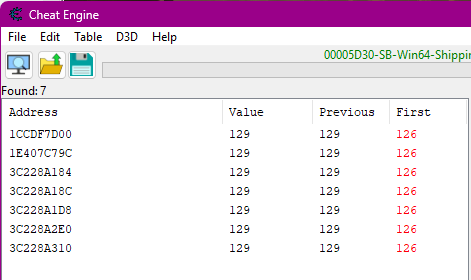 Cheat Engine
File Edit Table D3D Help
00005D30-SB-Win64-Shippin
Found: 7
Address Value Previous First
1CCDF7D00 129 129 126
1E407C79C 129 129 126
3C228A184 129 129 126
3C228A18C 129 129 126
3C228A1D8 129 129 126
3C228A2E0 129 129 126
3C228A310 129 129 126